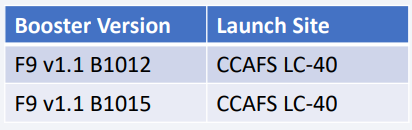 Booster Version Launch Site
F9 v1.1 B1012 CCAFS LC-40
F9 v1.1 B1015 CCAFS LC-40